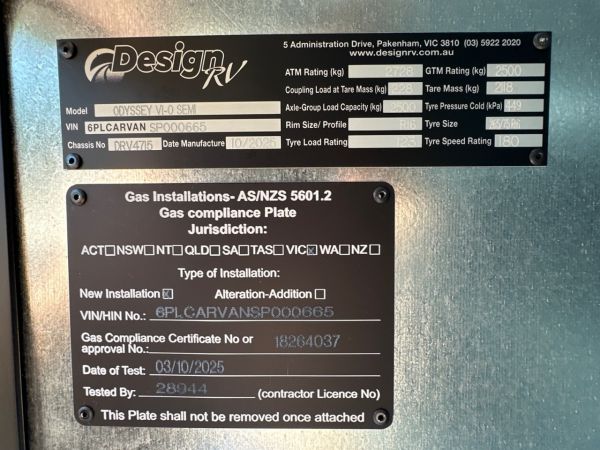 Design RV
5 Administration Drive, Pakenham, VIC 3810 (03) 5922 2020
www.designrv.com.au
ATM Rating (kg) 2728 GTM Rating (kg) 2500
Coupling Load at Tare Mass (kg) 228 Tare Mass (kg)
Model ODYSSEY VI-O SEMI Axle-Group Load Capacity (kg) 2500 Tyre Pressure Cold (kPa) 449
VIN 6PLCARVANSP000665 Rim Size/ Profile R16 Tyre Size
Chassis No DRV4715 Date Manufacture 10/2025 Tyre Load Rating 123 Tyre Speed Rating 180
Gas Installations- AS/NZS 5601.2
Gas compliance Plate
Jurisdiction:
ACT NSW NT QLD SA TAS VIC WA NZ
Type of Installation:
New Installation Alteration-Addition
VIN/HIN No.: 6PLCARVANSP000665
Gas Compliance Certificate No or
approval No.: 18264037
Date of Test: 03/10/2025
Tested By: 28944 (contractor Licence No)
This Plate shall not be removed once attached